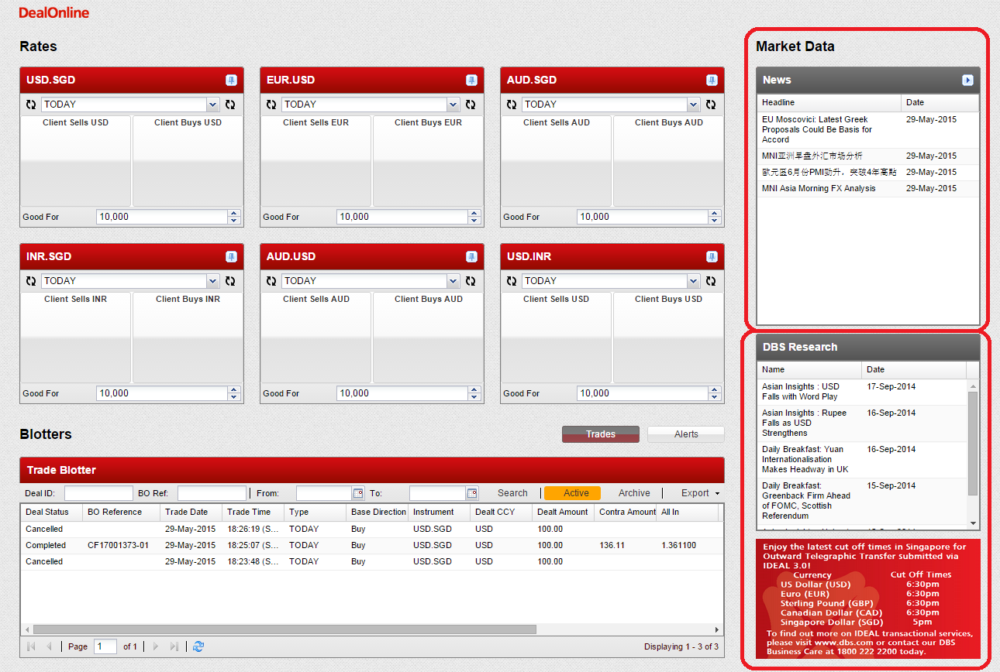 DealOnline
Rates
USD.SGD
TODAY
Client Sells USD
Client Buys USD
Good For
10,000
EUR.USD
TODAY
Client Sells EUR
Client Buys EUR
Good For
10,000
AUD.SGD
TODAY
Client Sells AUD
Client Buys AUD
Good For
10,000
INR.SGD
TODAY
Client Sells INR
Client Buys INR
Good For
10,000
AUD.USD
TODAY
Client Sells AUD
Client Buys AUD
Good For
10,000
USD.INR
TODAY
Client Sells USD
Client Buys USD
Good For
10,000
Blotters
Trades
Alerts
Trade Blotter
Deal ID: BO Ref: From: To: Search Active Archive Export
Deal Status BO Reference Trade Date Trade Time Type Base Direction Instrument Dealt CCY Dealt Amount Contra Amount All In
Cancelled 29-May-2015 18:26:19 (S... TODAY Buy USD.SGD USD 100.00
Completed CF17001373-01 29-May-2015 18:25:07 (S... TODAY Buy USD.SGD USD 100.00 136.11 1.361100
Cancelled 29-May-2015 18:23:48 (S... TODAY Buy USD.SGD USD 100.00
Page 1 of 1
Displaying 1 - 3 of 3
Market Data
News
Headline Date
EU Moscovici: Latest Greek 29-May-2015
Proposals Could Be Basis for
Accord
MNI亚洲早盘外汇市场分析 29-May-2015
歐元區6月份PMI勁升，突破4年高點 29-May-2015
MNI Asia Morning FX Analysis 29-May-2015
DBS Research
Name Date
Asian Insights : USD 17-Sep-2014
Falls with Word Play
Asian Insights : Rupee 16-Sep-2014
Falls as USD
Strengthens
Daily Breakfast: Yuan 16-Sep-2014
Internationalisation
Makes Headway in UK
Daily Breakfast: 15-Sep-2014
Greenback Firm Ahead
of FOMC, Scottish
Referendum
Enjoy the latest cut off times in Singapore for
Outward Telegraphic Transfer submitted via
IDEAL 3.0!
Currency Cut Off Times
US Dollar (USD) 6:30pm
Euro (EUR) 6:30pm
Sterling Pound (GBP) 6:30pm
Canadian Dollar (CAD) 6:30pm
Singapore Dollar (SGD) 5pm
To find out more on IDEAL transactional services,
please visit www.dbs.com or contact our DBS
Business Care at 1800 222 2200 today.